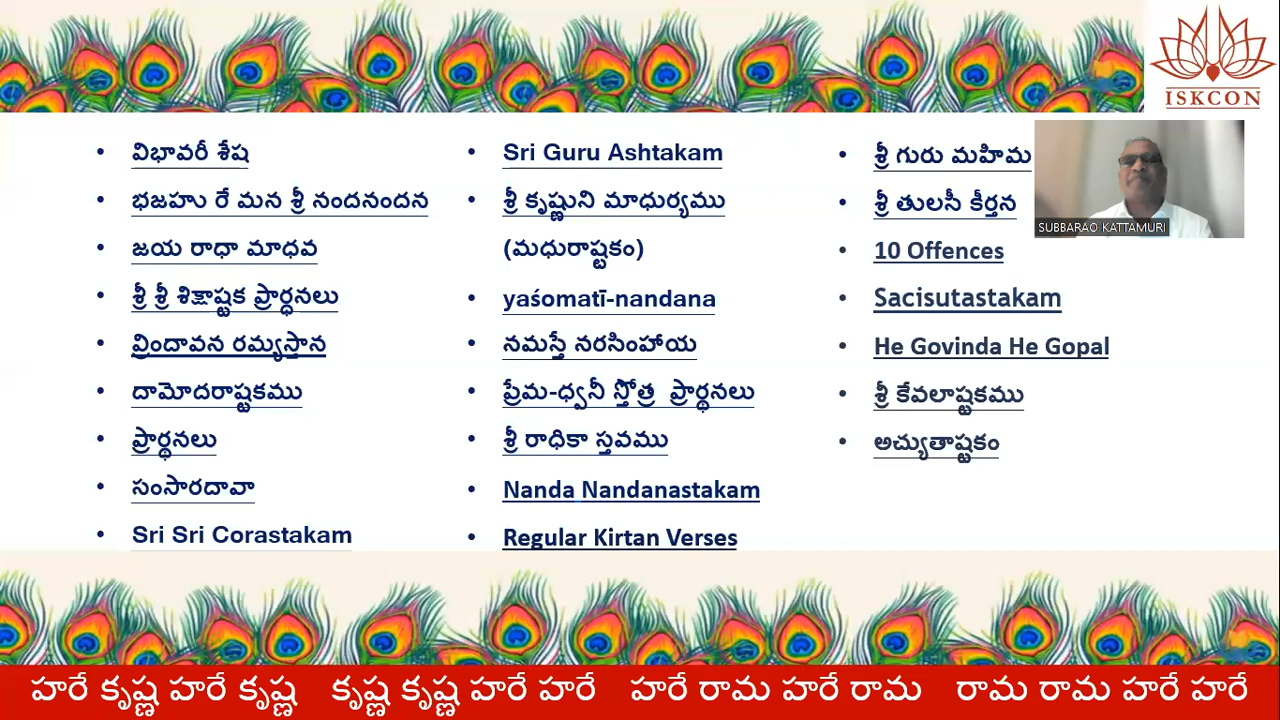 ISKCON
విభావరీ శేష
భజహు రే మన శ్రీ నందనందన
జయ రాధా మాధవ
శ్రీ శ్రీ శిక్షాష్టక ప్రార్ధనలు
వ్రిందావన రమ్యస్తాన
దామోదరాష్టకము
ప్రార్థనలు
సంసారదావా
Sri Sri Corastakam
Sri Guru Ashtakam
శ్రీ కృష్ణుని మాధుర్యము
(మధురాష్టకం)
yaśomatī-nandana
నమస్తే నరసింహాయ
ప్రేమ-ధ్వనీ స్తోత్ర ప్రార్థనలు
శ్రీ రాధికా స్తవము
Nanda Nandanastakam
Regular Kirtan Verses
శ్రీ గురు మహిమ
శ్రీ తులసీ కీర్తన
10 Offences
Sacisutastakam
He Govinda He Gopal
శ్రీ కేవలాష్టకము
అచ్యుతాష్టకం
SUBBARAO KATTAMURI
హరే కృష్ణ హరే కృష్ణ కృష్ణ కృష్ణ హరే హరే హరే రామ హరే రామ రామ రామ హరే హరే